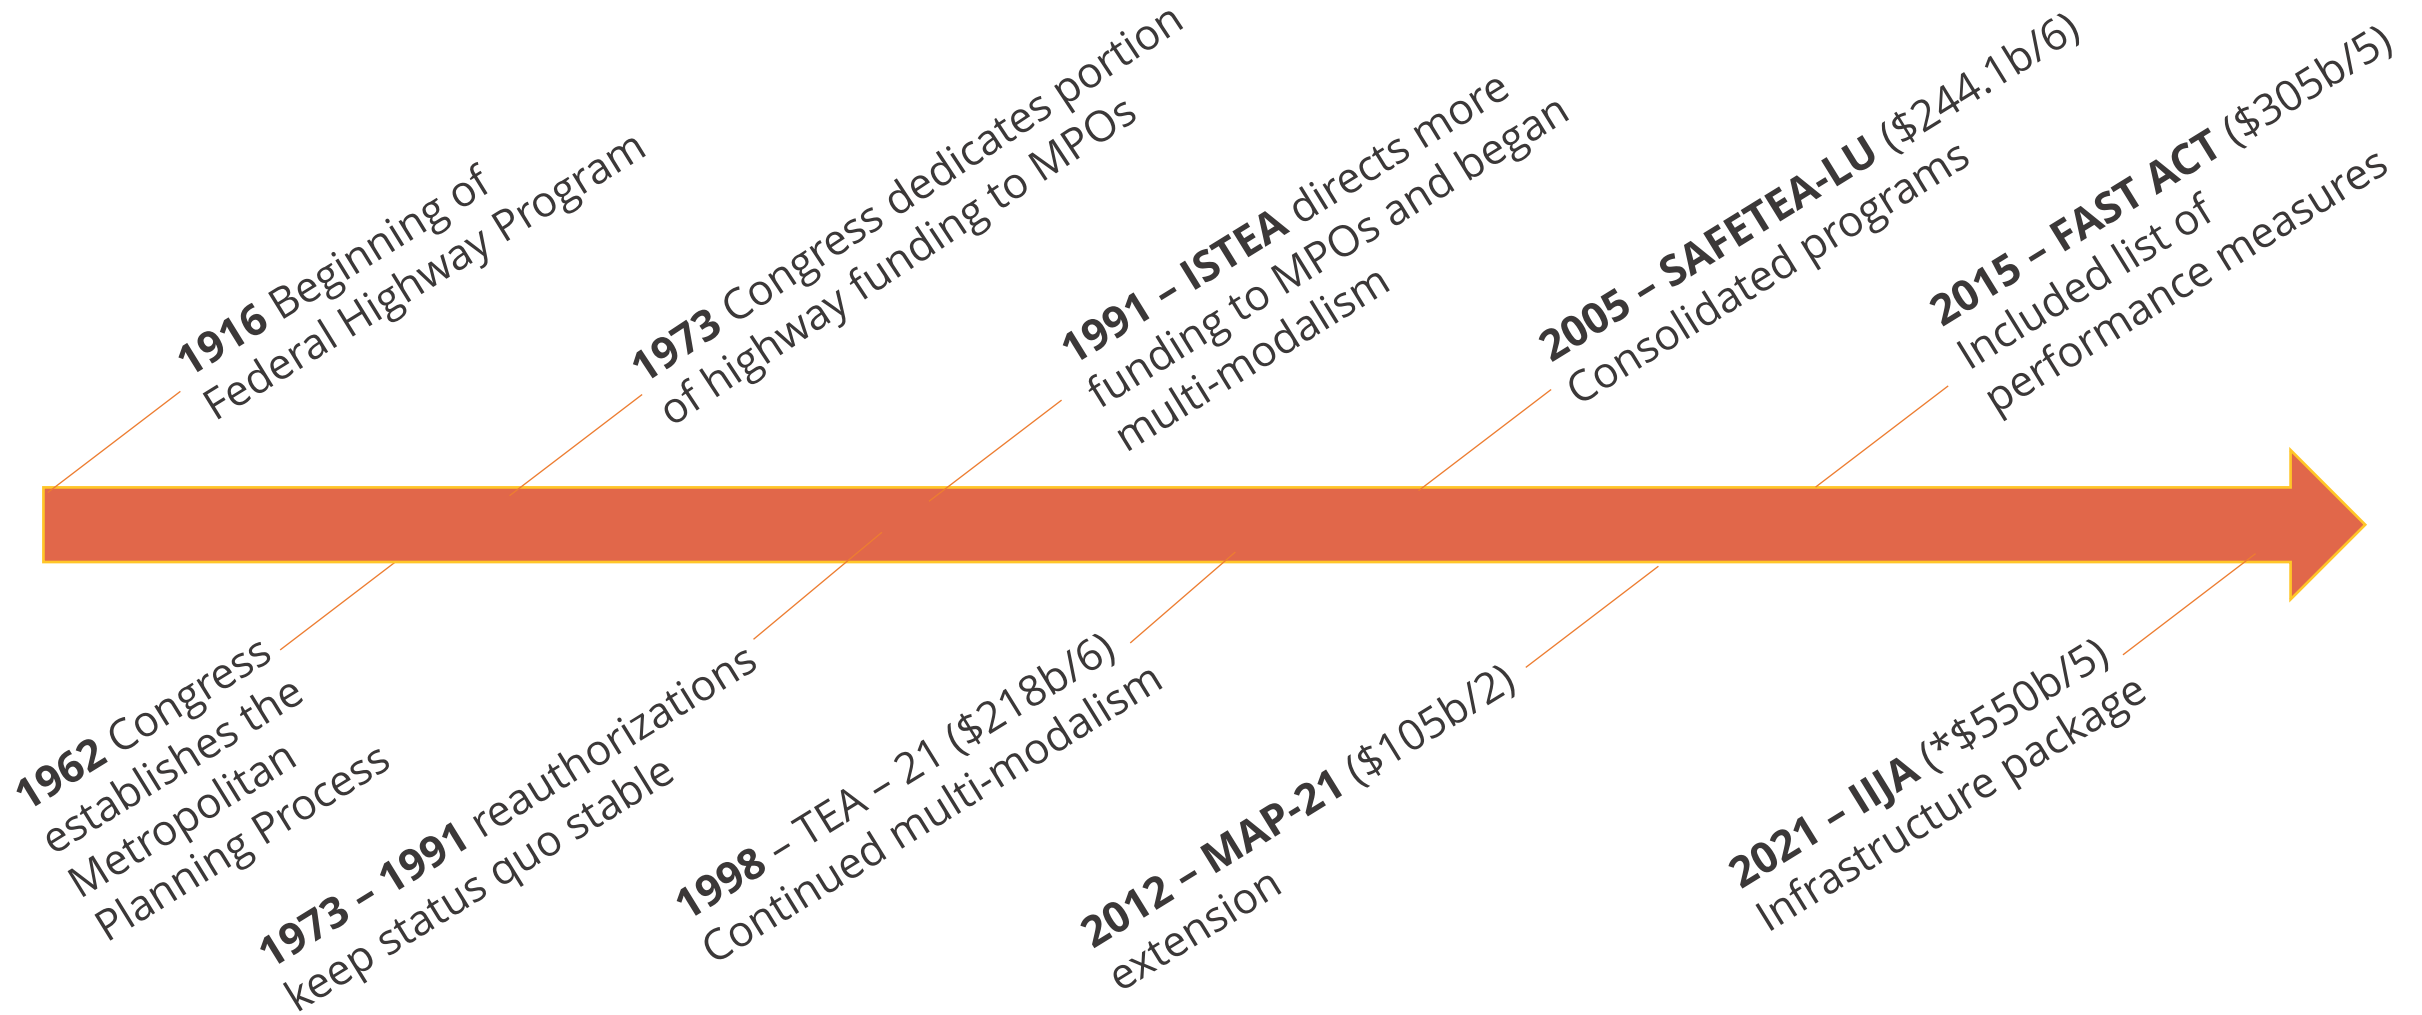 1916 Beginning of
Federal Highway Program
1973 Congress dedicates portion
of highway funding to MPOs
1991 – ISTEA directs more
funding to MPOs and began
multi-modalism
2005 – SAFETEA-LU ($244.1b/6)
Consolidated programs
2015 – FAST ACT ($305b/5)
Included list of
performance measures
1962 Congress
establishes the
Metropolitan
Planning Process
1973 – 1991 reauthorizations
keep status quo stable
1998 – TEA – 21 ($218b/6)
Continued multi-modalism
2012 – MAP-21 ($105b/2)
extension
2021 – IIJA (*$550b/5)
Infrastructure package